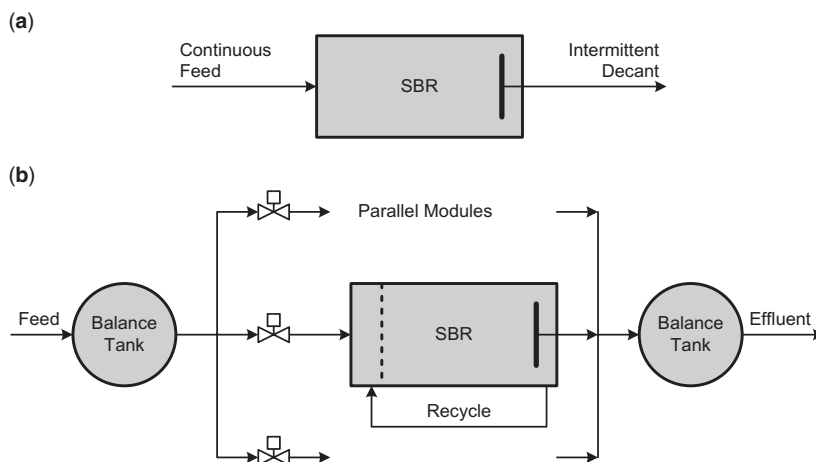 (a)
Continuous
Feed
SBR
Intermittent
Decant
(b)
Parallel Modules
Feed
Balance
Tank
SBR
Balance
Tank
Effluent
Recycle